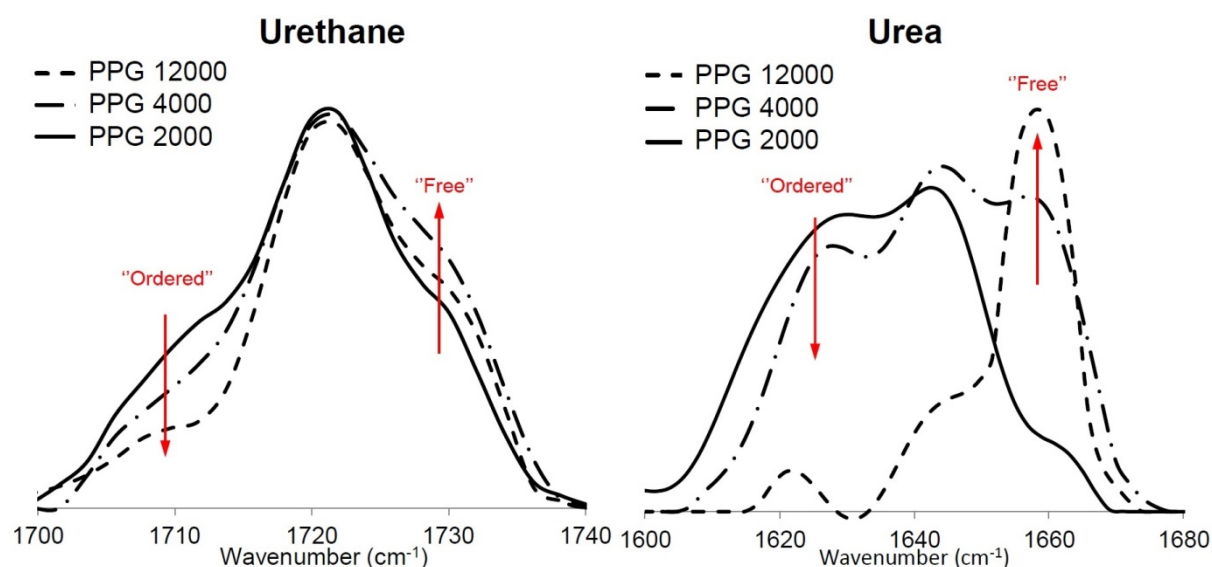 Urethane
PPG 12000
PPG 4000
PPG 2000
"Ordered"
"Free"
1700 1710 1720 1730 1740
Wavenumber (cm-1)
Urea
PPG 12000
PPG 4000
PPG 2000
"Ordered"
"Free"
1600 1620 1640 1660 1680
Wavenumber (cm-1)